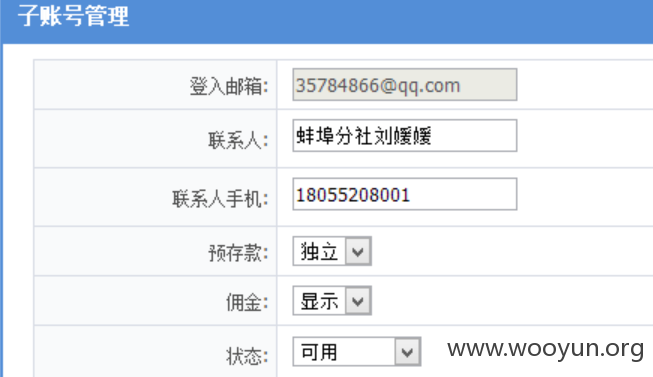 子账号管理
登入邮箱: 35784866@qq.com
联系人: 蚌埠分社刘媛媛
联系人手机: 18055208001
预存款: 独立
佣金: 显示
状态: 可用
www.wooyun.org